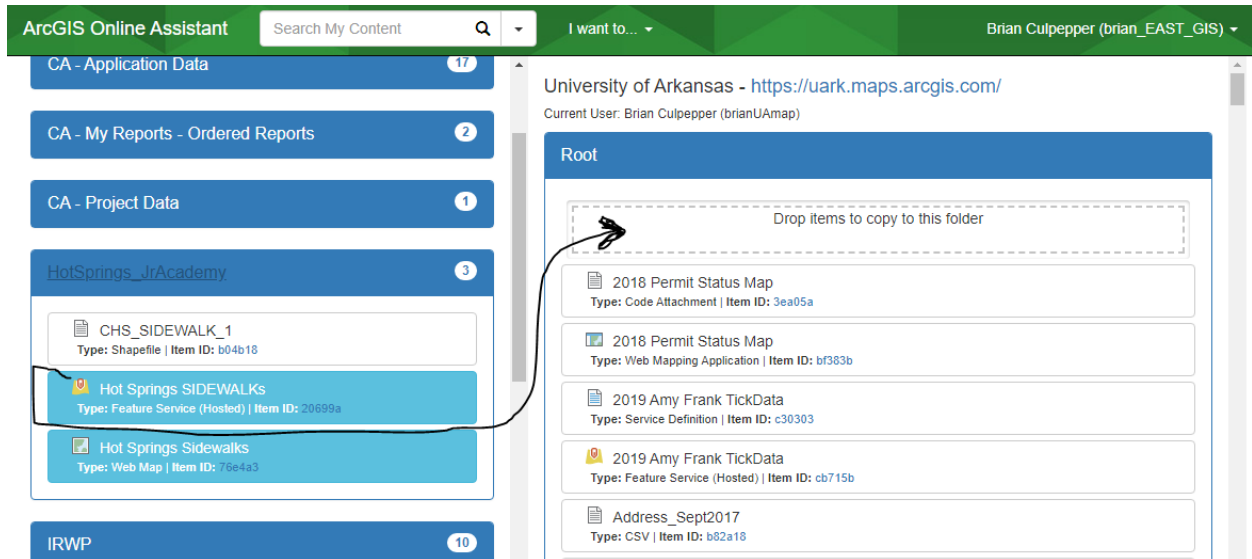 ArcGIS Online Assistant
Search My Content
I want to...
Brian Culpepper (brian_EAST_GIS)
CA - Application Data 17
CA - My Reports - Ordered Reports 2
CA - Project Data 1
HotSprings_JrAcademy 3
CHS_SIDEWALK_1
Type: Shapefile | Item ID: b04b18
Hot Springs SIDEWALKs
Type: Feature Service (Hosted) | Item ID: 20699a
Hot Springs Sidewalks
Type: Web Map | Item ID: 76e4a3
IRWP 10
University of Arkansas - https://uark.maps.arcgis.com/
Current User: Brian Culpepper (brianUAmap)
Root
Drop items to copy to this folder
2018 Permit Status Map
Type: Code Attachment | Item ID: 3ea05a
2018 Permit Status Map
Type: Web Mapping Application | Item ID: bf383b
2019 Amy Frank TickData
Type: Service Definition | Item ID: c30303
2019 Amy Frank TickData
Type: Feature Service (Hosted) | Item ID: cb715b
Address_Sept2017
Type: CSV | Item ID: b82a18